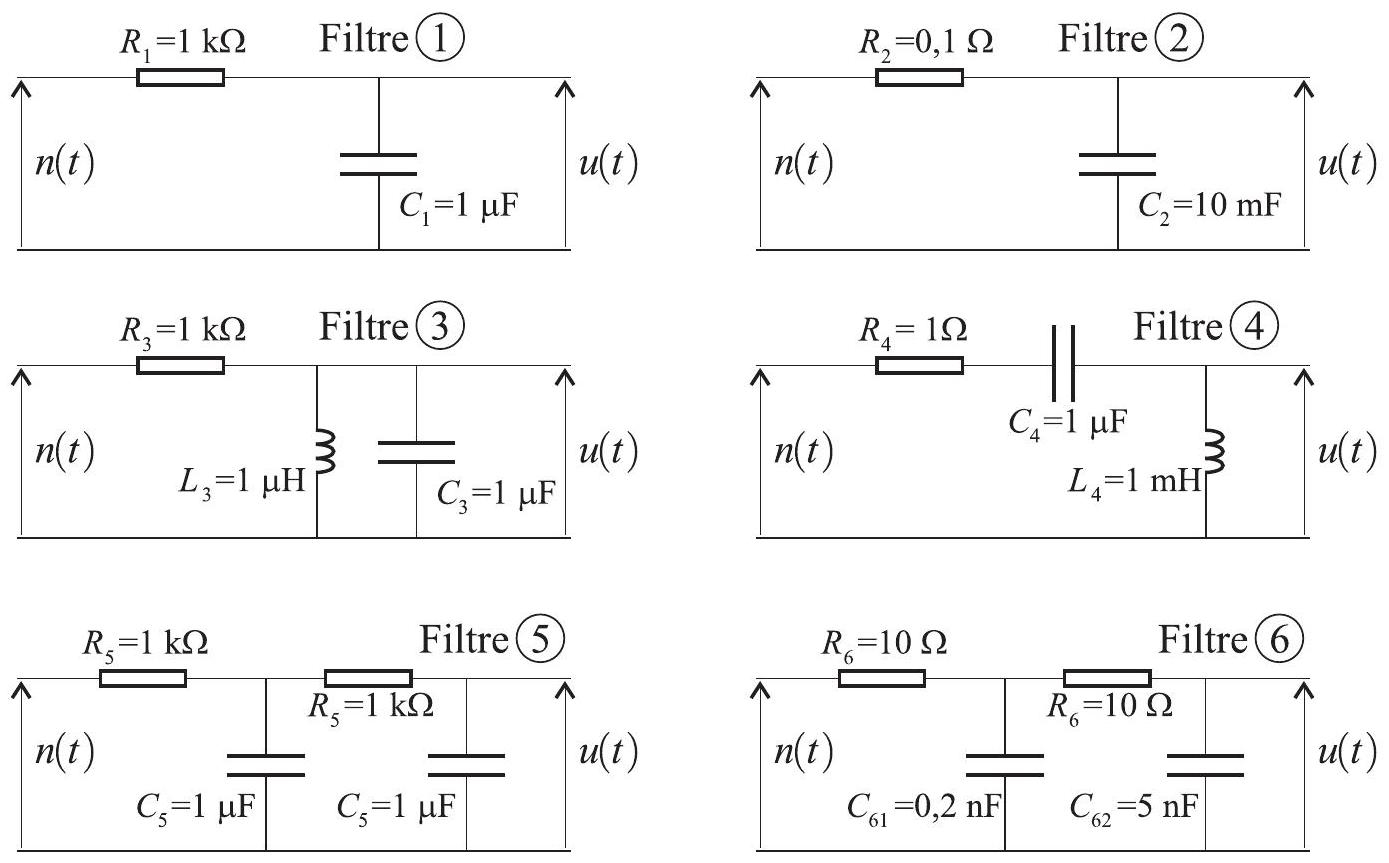 R₁=1 kΩ Filtre ①
n(t) u(t)
C₁=1 μF
R₂=0,1 Ω Filtre ②
n(t) u(t)
C₂=10 mF
R₃=1 kΩ Filtre ③
n(t) u(t)
L₃=1 μH
C₃=1 μF
R₄= 1Ω Filtre ④
C₄=1 μF
n(t) u(t)
L₄=1 mH
Filtre ⑤
R₅=1 kΩ
R₅=1 kΩ
n(t) u(t)
C₅=1 μF C₅=1 μF
Filtre ⑥
R₆=10 Ω
R₆=10 Ω
n(t) u(t)
C₆₁=0,2 nF C₆₂=5 nF